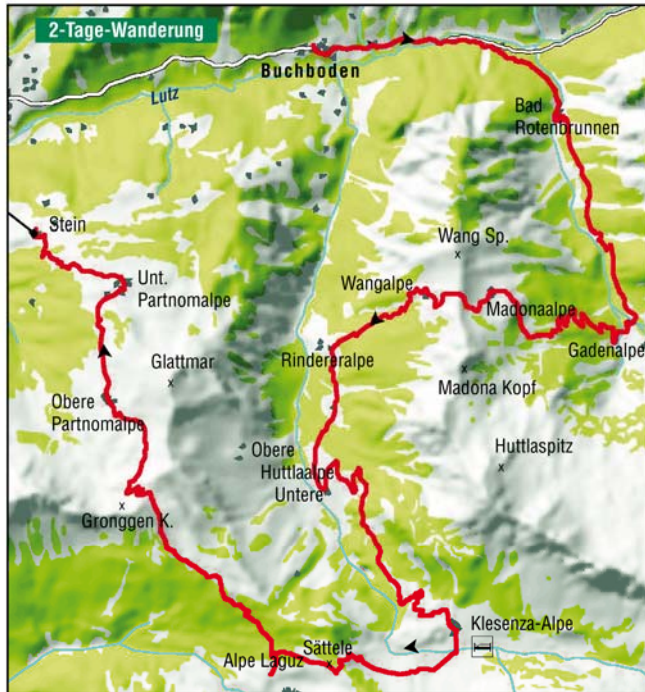 2-Tage-Wanderung
Buchboden
Lutz
Bad
Rotenbrunnen
Stein
Wang Sp.
Unt.
Partnomalpe
Wangalpe
Madonaalpe
Rindereralpe
Gadenalpe
Glattmar
Madona Kopf
Obere
Partnomalpe
Obere
Huttlaalpe
Untere
Huttlaspitz
Gronggen K.
Klesenza-Alpe
Sättele
Alpe Laguz